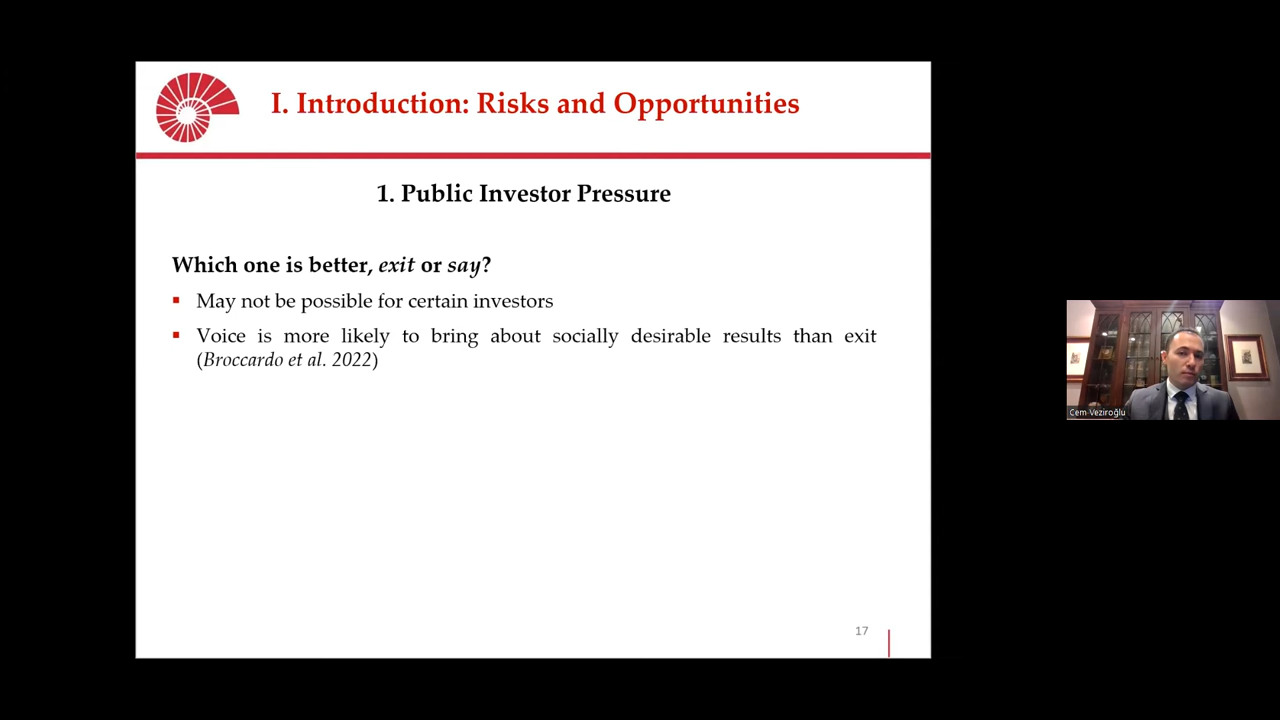 I. Introduction: Risks and Opportunities
1. Public Investor Pressure
Which one is better, exit or say?
▪ May not be possible for certain investors
▪ Voice is more likely to bring about socially desirable results than exit
(Broccardo et al. 2022)
17
Cem Veziroğlu